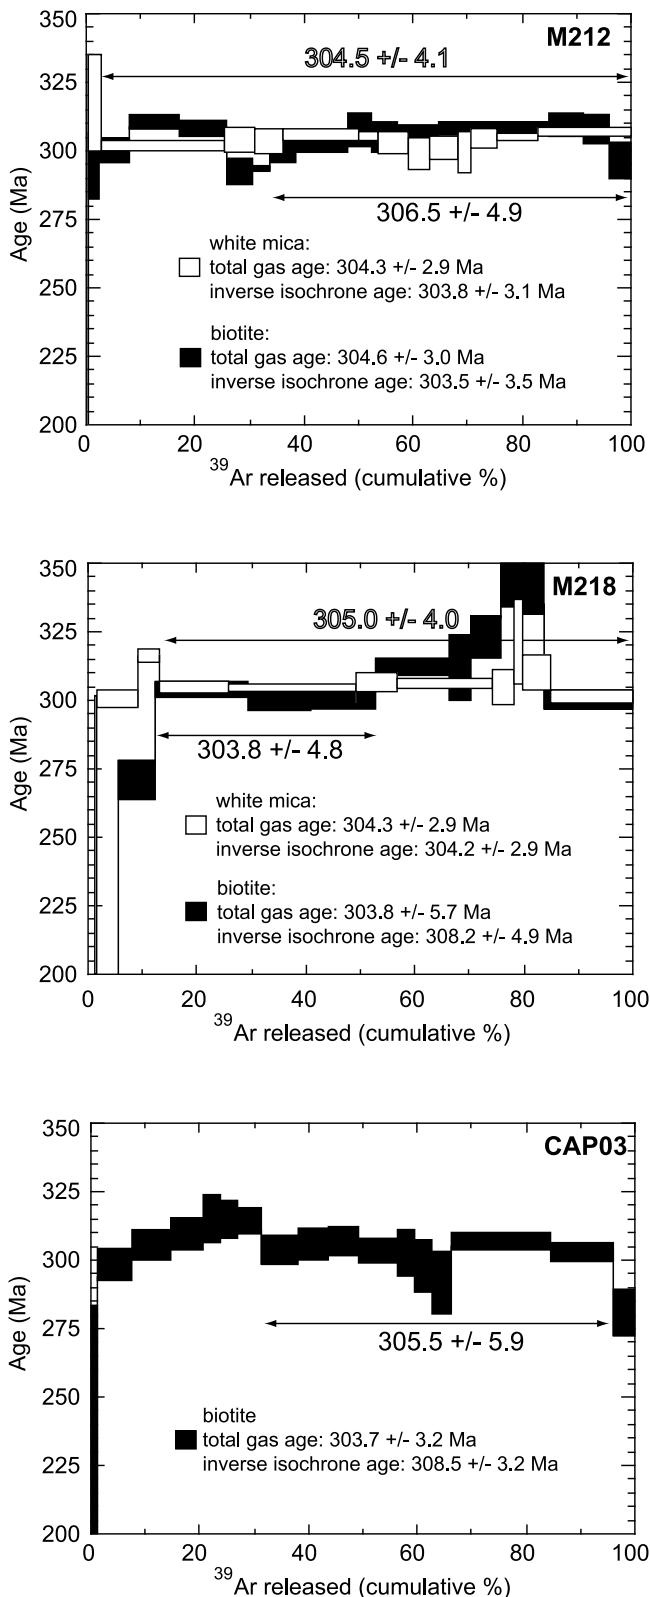 350
M212
304.5 +/- 4.1
325
300
Age (Ma)
275
306.5 +/- 4.9
white mica:
total gas age: 304.3 +/- 2.9 Ma
inverse isochrone age: 303.8 +/- 3.1 Ma
250
biotite:
total gas age: 304.6 +/- 3.0 Ma
inverse isochrone age: 303.5 +/- 3.5 Ma
225
200
0 20 40 60 80 100
39Ar released (cumulative %)
350
M218
305.0 +/- 4.0
325
300
Age (Ma)
303.8 +/- 4.8
275
white mica:
total gas age: 304.3 +/- 2.9 Ma
inverse isochrone age: 304.2 +/- 2.9 Ma
250
biotite:
total gas age: 303.8 +/- 5.7 Ma
inverse isochrone age: 308.2 +/- 4.9 Ma
225
200
0 20 40 60 80 100
39Ar released (cumulative %)
350
CAP03
325
300
Age (Ma)
275
305.5 +/- 5.9
250
biotite
total gas age: 303.7 +/- 3.2 Ma
inverse isochrone age: 308.5 +/- 3.2 Ma
225
200
0 20 40 60 80 100
39Ar released (cumulative %)